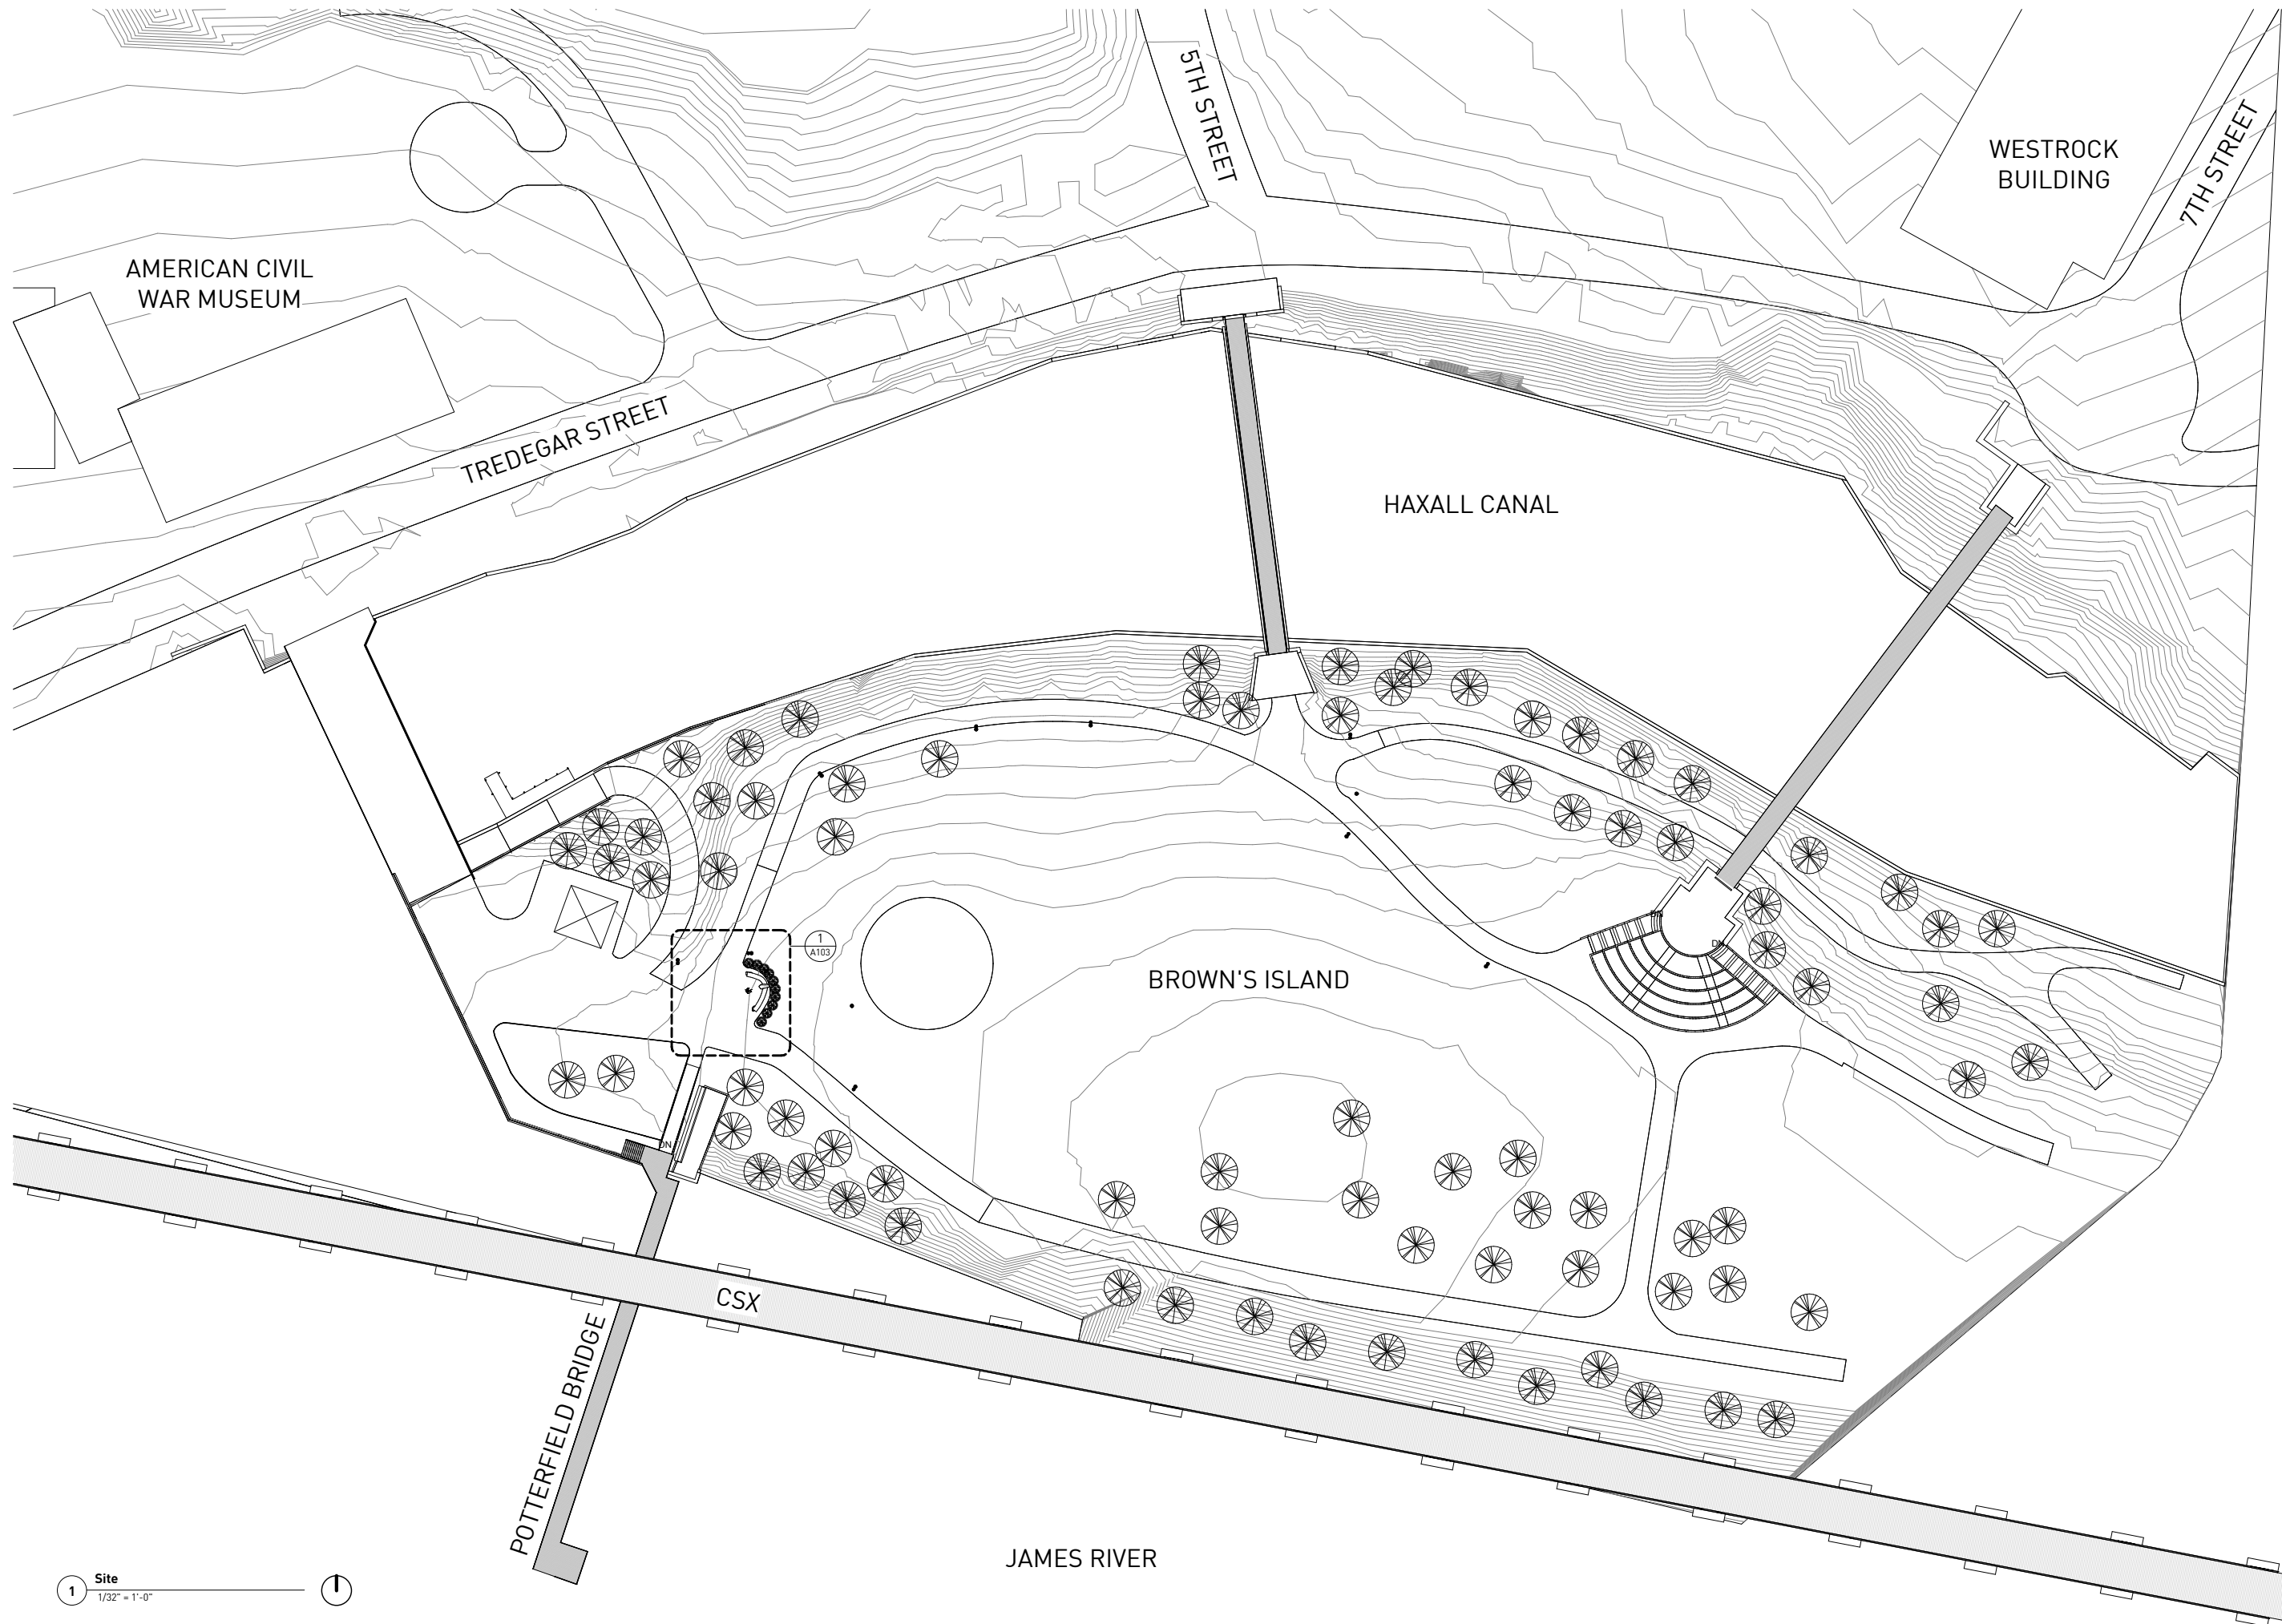 5TH STREET
WESTROCK
BUILDING
7TH STREET
AMERICAN CIVIL
WAR MUSEUM
TREDEGAR STREET
HAXALL CANAL
DN
DN
1
A103
BROWN'S ISLAND
DN
CSX
POTTERFIELD BRIDGE
JAMES RIVER
1
Site
1/32" = 1'-0"